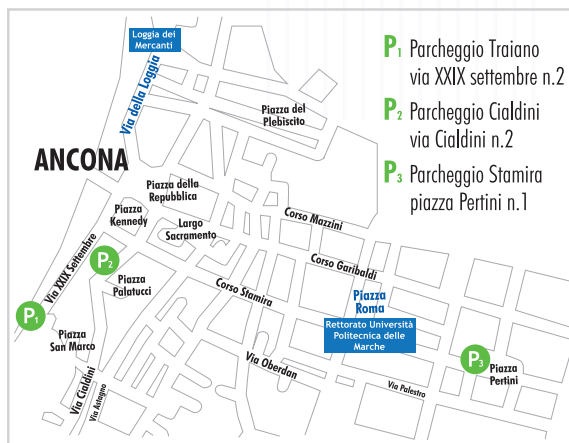 Loggia dei
Mercanti
Via della Loggia
Piazza del
Plebiscito
ANCONA
P1 Parcheggio Traiano
via XXIX settembre n.2
P2 Parcheggio Cialdini
via Cialdini n.2
P3 Parcheggio Stamira
piazza Pertini n.1
Piazza della
Repubblica
Piazza
Kennedy
Largo
Sacramento
Corso Mazzini
Via XXIX Settembre
P2
Piazza
Palatucci
Corso Garibaldi
Corso Stamira
P1
Piazza
San Marco
Piazza
Roma
Rettorato Università
Politecnica delle
Marche
Via Oberdan
P3
Piazza
Pertini
Via Cialdini
Via Astagno
Via Palestro